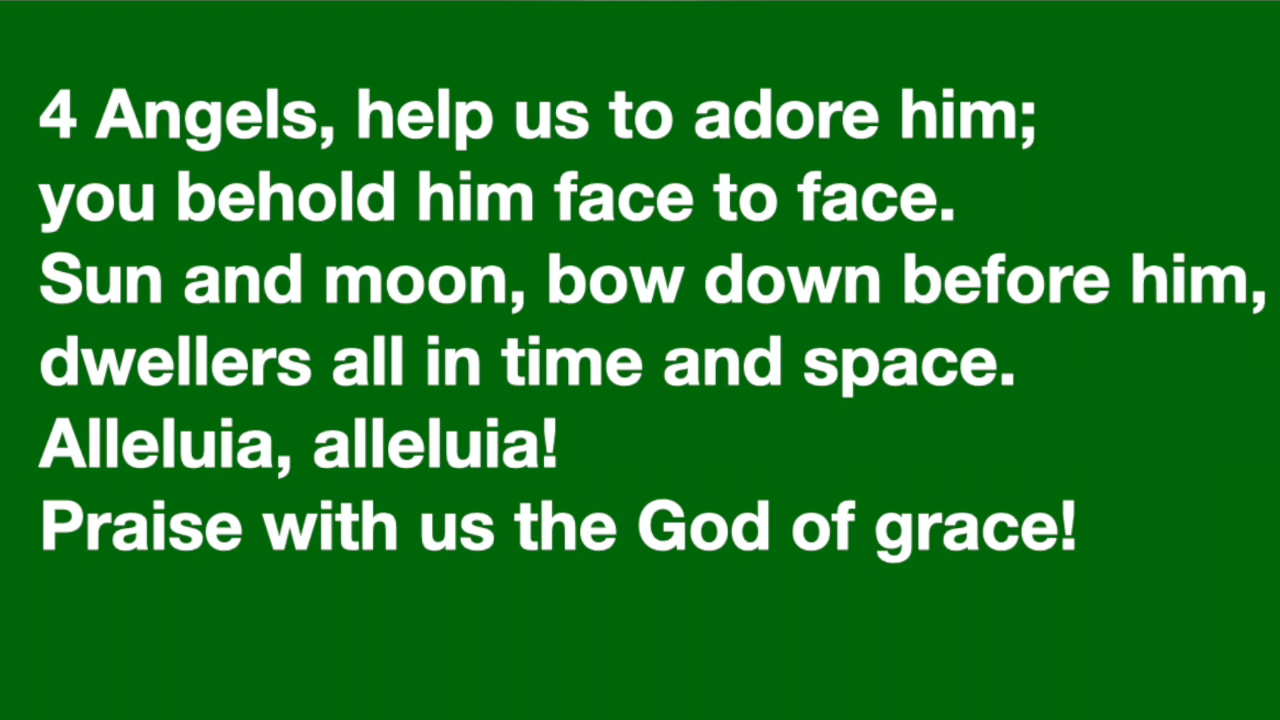 4 Angels, help us to adore him;
you behold him face to face.
Sun and moon, bow down before him,
dwellers all in time and space.
Alleluia, alleluia!
Praise with us the God of grace!